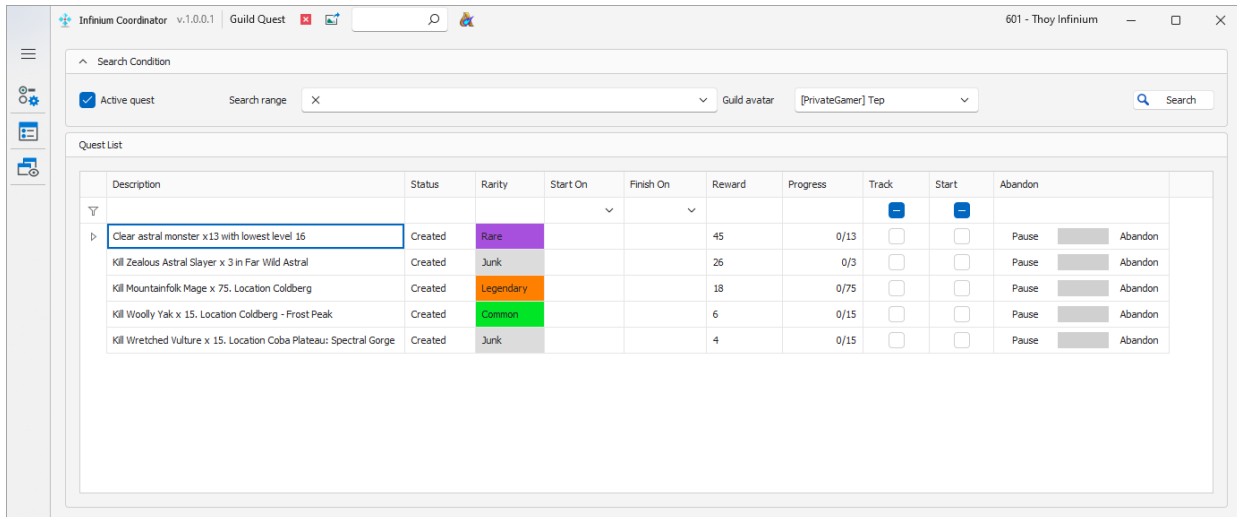 Infinium Coordinator v.1.0.0.1 Guild Quest 601 - Thoy Infinium
Search Condition
Active quest Search range Guild avatar [PrivateGamer] Tep Search
Quest List
Description Status Rarity Start On Finish On Reward Progress Track Start Abandon
Clear astral monster x13 with lowest level 16 Created Rare 45 0/13 Pause Abandon
Kill Zealous Astral Slayer x 3 in Far Wild Astral Created Junk 26 0/3 Pause Abandon
Kill Mountainfolk Mage x 75. Location Coldberg Created Legendary 18 0/75 Pause Abandon
Kill Woolly Yak x 15. Location Coldberg - Frost Peak Created Common 6 0/15 Pause Abandon
Kill Wretched Vulture x 15. Location Coba Plateau: Spectral Gorge Created Junk 4 0/15 Pause Abandon